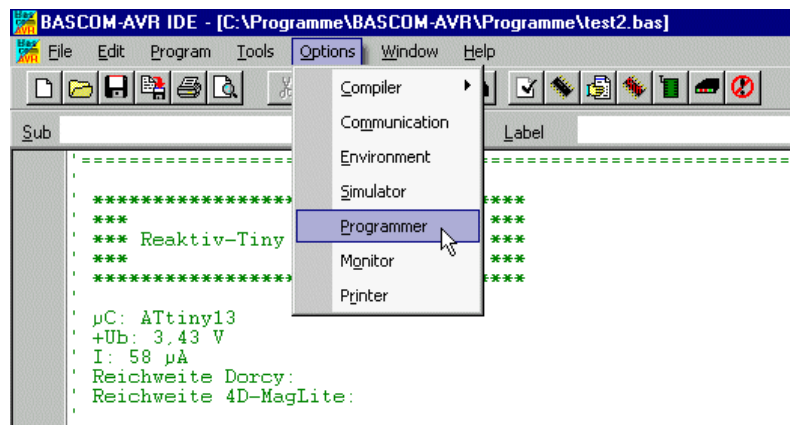 BASCOM-AVR IDE - [C:\Programme\BASCOM-AVR\Programme\test2.bas]
File Edit Program Tools Options Window Help
Compiler
Communication
Environment
Simulator
Programmer
Monitor
Printer
Sub
Label
'==================    =========================
'
' *****************    ****
' ***    ***
' *** Reaktiv-Tiny    ***
' ***    ***
' *****************    ****
'
' µC: ATtiny13
' +Ub: 3,43 V
' I: 58 µA
' Reichweite Dorcy:
' Reichweite 4D-MagLite:
'